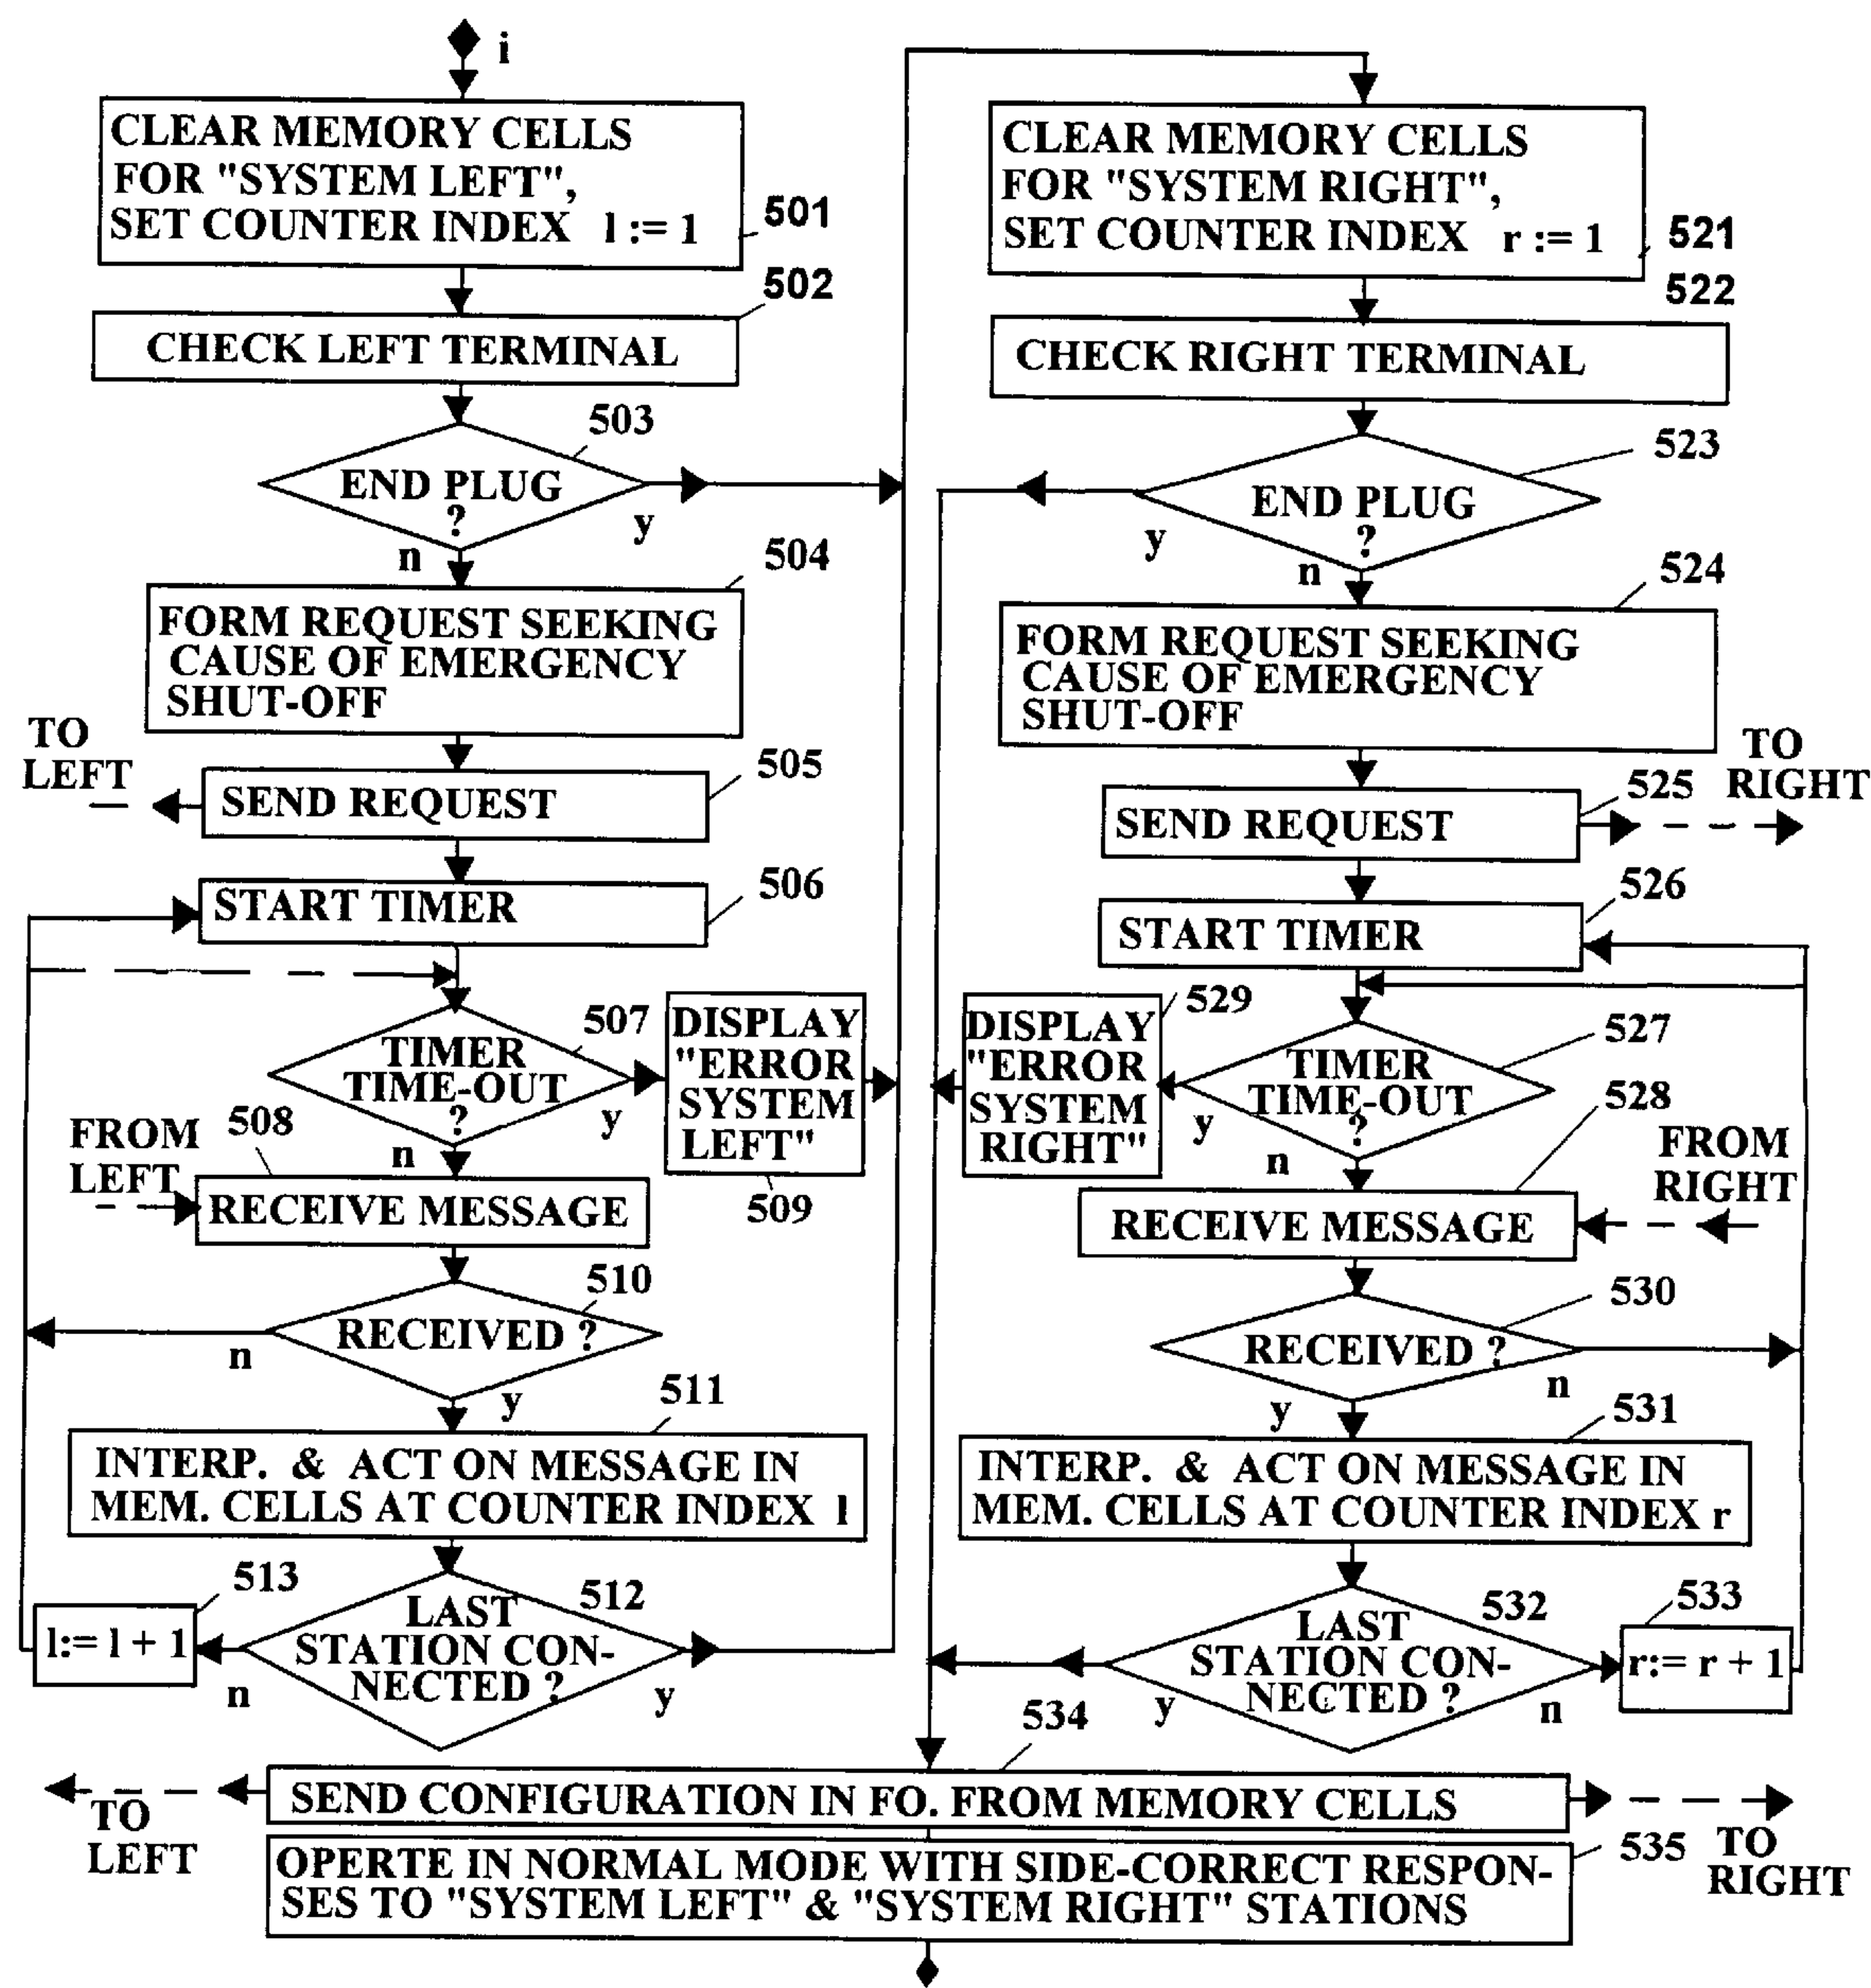 i
CLEAR MEMORY CELLS
FOR "SYSTEM LEFT",
SET COUNTER INDEX l := 1
501
502
CHECK LEFT TERMINAL
503
END PLUG
?
y
n
504
FORM REQUEST SEEKING
CAUSE OF EMERGENCY
SHUT-OFF
TO
LEFT
505
SEND REQUEST
506
START TIMER
507
TIMER
TIME-OUT
?
y
n
DISPLAY
"ERROR
SYSTEM
LEFT"
509
FROM
LEFT
508
RECEIVE MESSAGE
510
RECEIVED ?
n
y
511
INTERP. & ACT ON MESSAGE IN
MEM. CELLS AT COUNTER INDEX l
513
l:= l + 1
512
LAST
STATION CON-
NECTED ?
n
y
CLEAR MEMORY CELLS
FOR "SYSTEM RIGHT",
SET COUNTER INDEX r := 1
521
522
CHECK RIGHT TERMINAL
523
END PLUG
?
y
n
524
FORM REQUEST SEEKING
CAUSE OF EMERGENCY
SHUT-OFF
TO
RIGHT
525
SEND REQUEST
526
START TIMER
529
DISPLAY
"ERROR
SYSTEM
RIGHT"
527
TIMER
TIME-OUT
?
y
n
528
FROM
RIGHT
RECEIVE MESSAGE
530
RECEIVED ?
n
y
531
INTERP. & ACT ON MESSAGE IN
MEM. CELLS AT COUNTER INDEX r
532
LAST
STATION CON-
NECTED ?
y
n
533
r:= r + 1
534
SEND CONFIGURATION IN FO. FROM MEMORY CELLS
TO
LEFT
535
TO
RIGHT
OPERTE IN NORMAL MODE WITH SIDE-CORRECT RESPON-
SES TO "SYSTEM LEFT" & "SYSTEM RIGHT" STATIONS